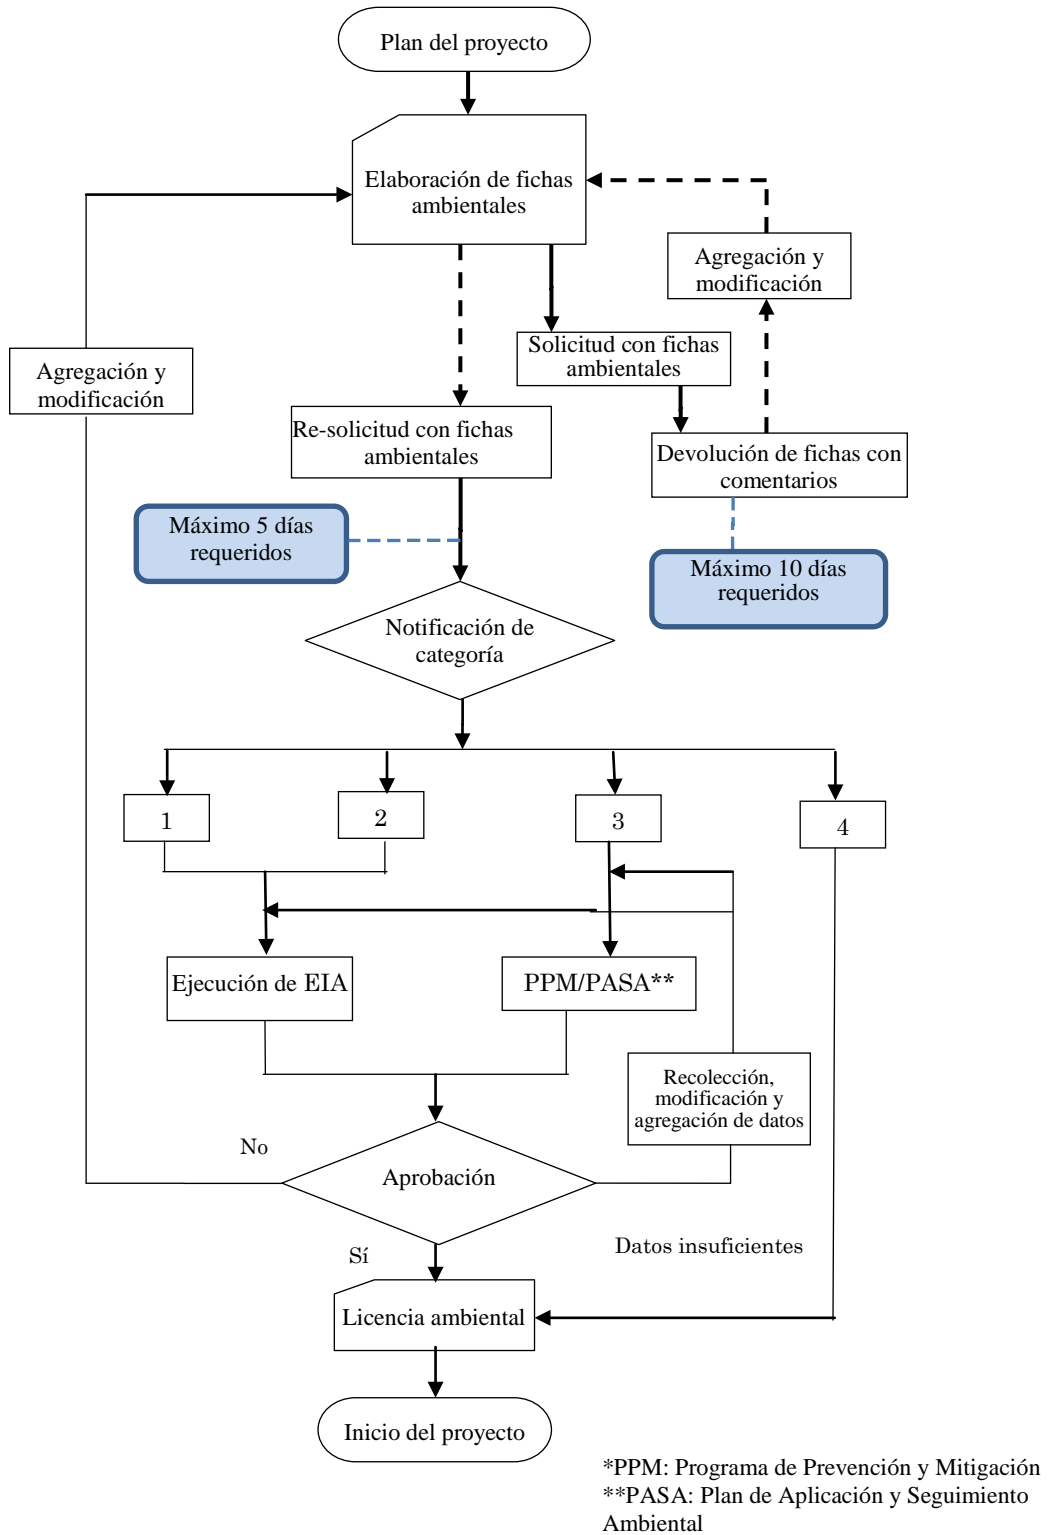 Plan del proyecto
Elaboración de fichas
ambientales
Agregación y
modificación
Solicitud con fichas
ambientales
Agregación y
modificación
Re-solicitud con fichas
ambientales
Devolución de fichas con
comentarios
Máximo 5 días
requeridos
Máximo 10 días
requeridos
Notificación de
categoría
1
2
3
4
Ejecución de EIA
PPM/PASA**
Recolección,
modificación y
agregación de datos
No
Aprobación
Sí
Datos insuficientes
Licencia ambiental
Inicio del proyecto
*PPM: Programa de Prevención y Mitigación
**PASA: Plan de Aplicación y Seguimiento
Ambiental